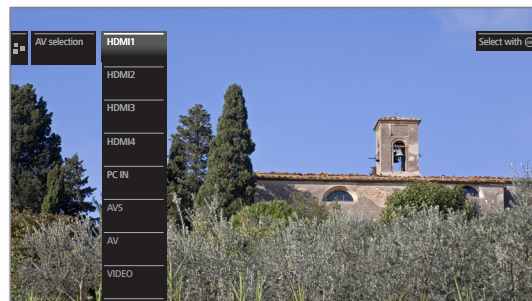 AV selection
HDMI1
Select with
HDMI2
HDMI3
HDMI4
PC IN
AVS
AV
VIDEO